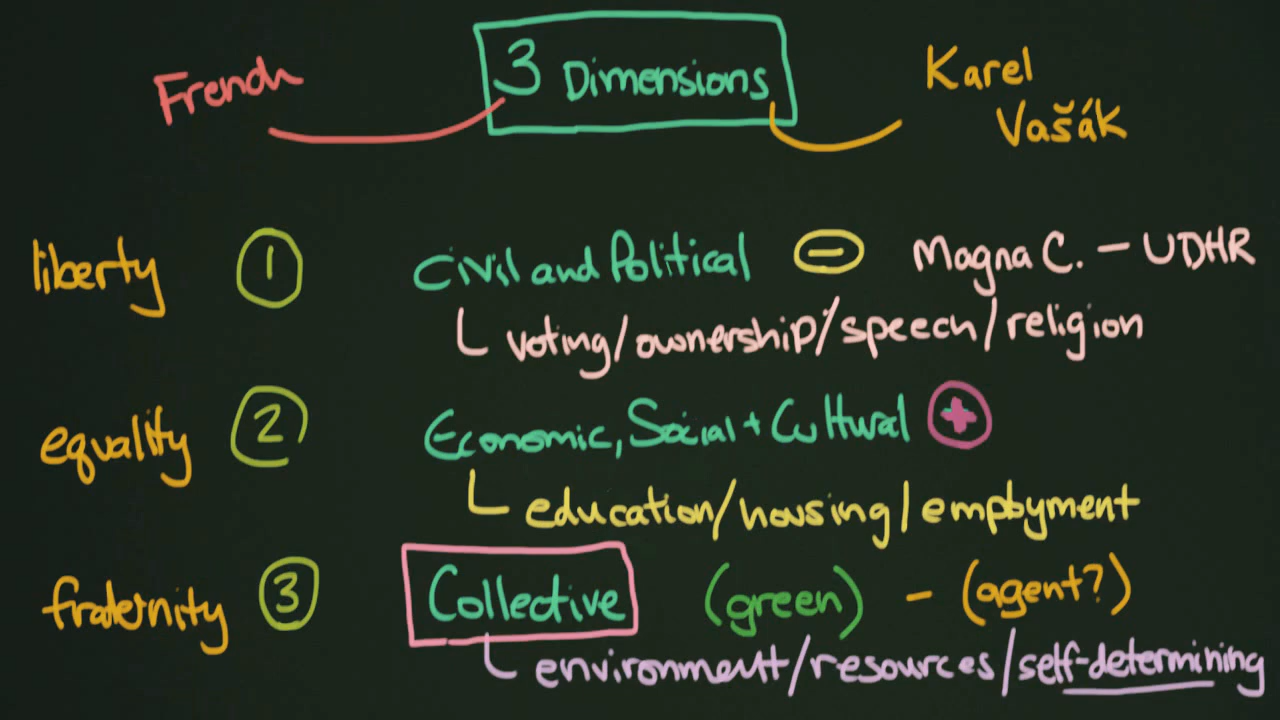 French
3 Dimensions
Karel
Vašák
liberty 1 Civil and Political − Magna C. — UDHR
voting/ownership/speech/religion
equality 2 Economic, Social + Cultural +
education/housing/employment
fraternity 3 Collective (green) - (agent?)
environment/resources/self-determining